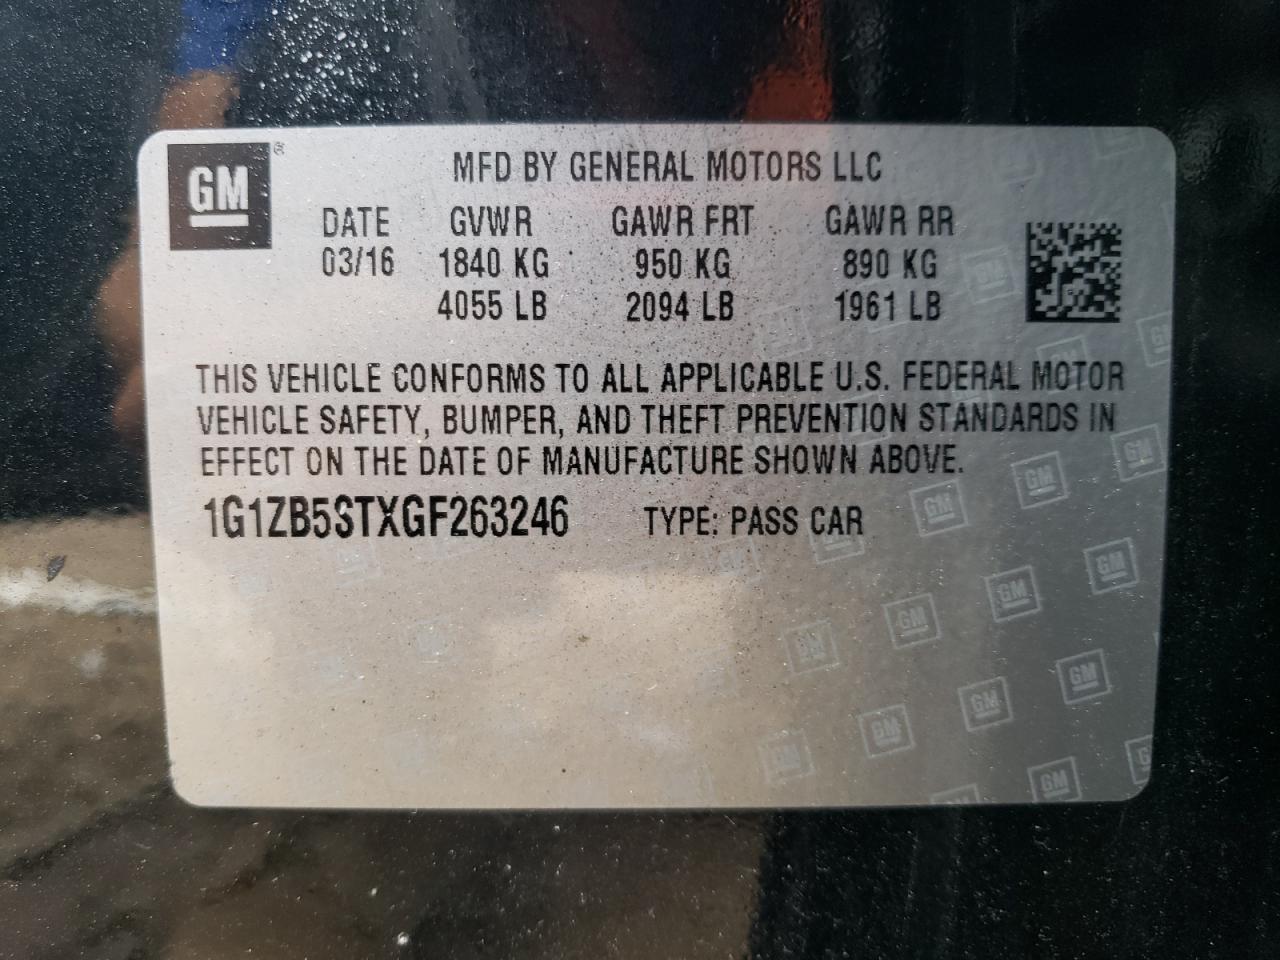 GM ®
MFD BY GENERAL MOTORS LLC
DATE GVWR GAWR FRT GAWR RR
03/16 1840 KG 950 KG 890 KG
4055 LB 2094 LB 1961 LB
THIS VEHICLE CONFORMS TO ALL APPLICABLE U.S. FEDERAL MOTOR
VEHICLE SAFETY, BUMPER, AND THEFT PREVENTION STANDARDS IN
EFFECT ON THE DATE OF MANUFACTURE SHOWN ABOVE.
1G1ZB5STXGF263246 TYPE: PASS CAR